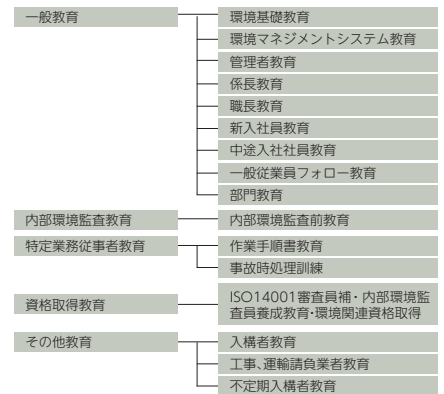 一般教育
環境基礎教育
環境マネジメントシステム教育
管理者教育
係長教育
職長教育
新入社員教育
中途入社社員教育
一般従業員フォロー教育
部門教育
内部環境監査教育
内部環境監査前教育
特定業務従事者教育
作業手順書教育
事故時処理訓練
資格取得教育
ISO14001審査員補・内部環境監
査員養成教育・環境関連資格取得
その他教育
入構者教育
工事、運輸請負業者教育
不定期入構者教育